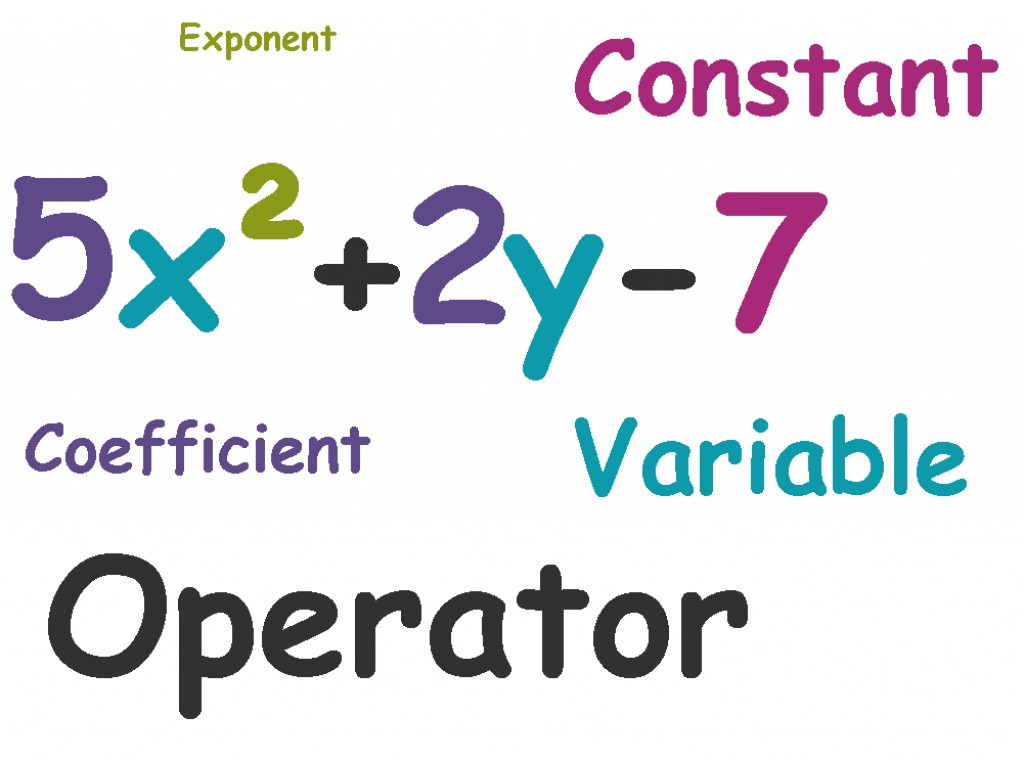 Exponent
Constant
5x²+2y-7
Coefficient
Variable
Operator